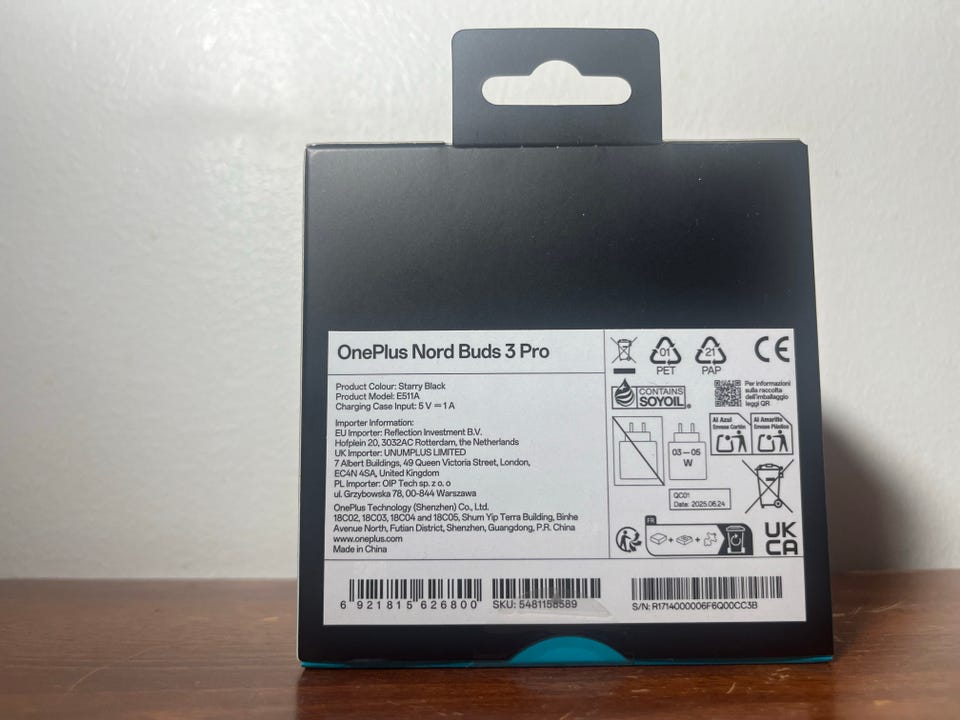 OnePlus Nord Buds 3 Pro
Product Colour: Starry Black
Product Model: E511A
Charging Case Input: 5 V ⎓ 1 A
Importer Information:
EU Importer: Reflection Investment B.V.
Hofplein 20, 3032AC Rotterdam, the Netherlands
UK Importer: UNUMPLUS LIMITED
7 Albert Buildings, 49 Queen Victoria Street, London,
EC4N 4SA, United Kingdom
PL Importer: OIP Tech sp. z o. o
ul. Grzybowska 78, 00-844 Warszawa
OnePlus Technology (Shenzhen) Co., Ltd.
18C02, 18C03, 18C04 and 18C05, Shum Yip Terra Building, Binhe
Avenue North, Futian District, Shenzhen, Guangdong, P.R. China
www.oneplus.com
Made in China
01
PET
21
PAP
CE
CONTAINS
SOYOIL
Per informazioni
sulla raccolta
dell'imballaggio
leggi QR
Al Azul
Envase Cartón
Al Amarillo
Envase Plástico
03 – 05
W
QC01
Date: 2025.06.24
FR
UK
CA
6 921815 626800
SKU: 5481158589
S/N: R1714000006F6Q00CC3B